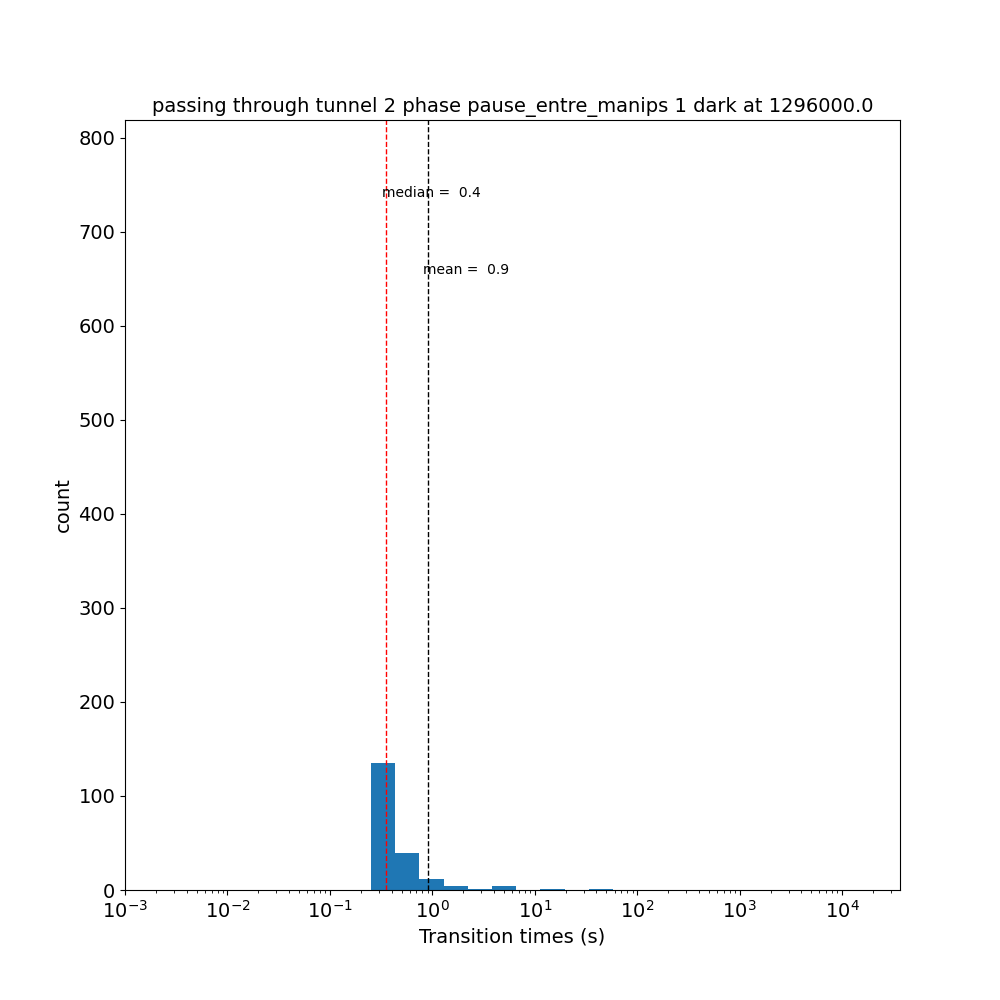 passing through tunnel 2 phase pause_entre_manips 1 dark at 1296000.0
800
median =  0.4
700
mean =  0.9
600
500
count
400
300
200
100
0
10⁻³ 10⁻² 10⁻¹ 10⁰ 10¹ 10² 10³ 10⁴
Transition times (s)